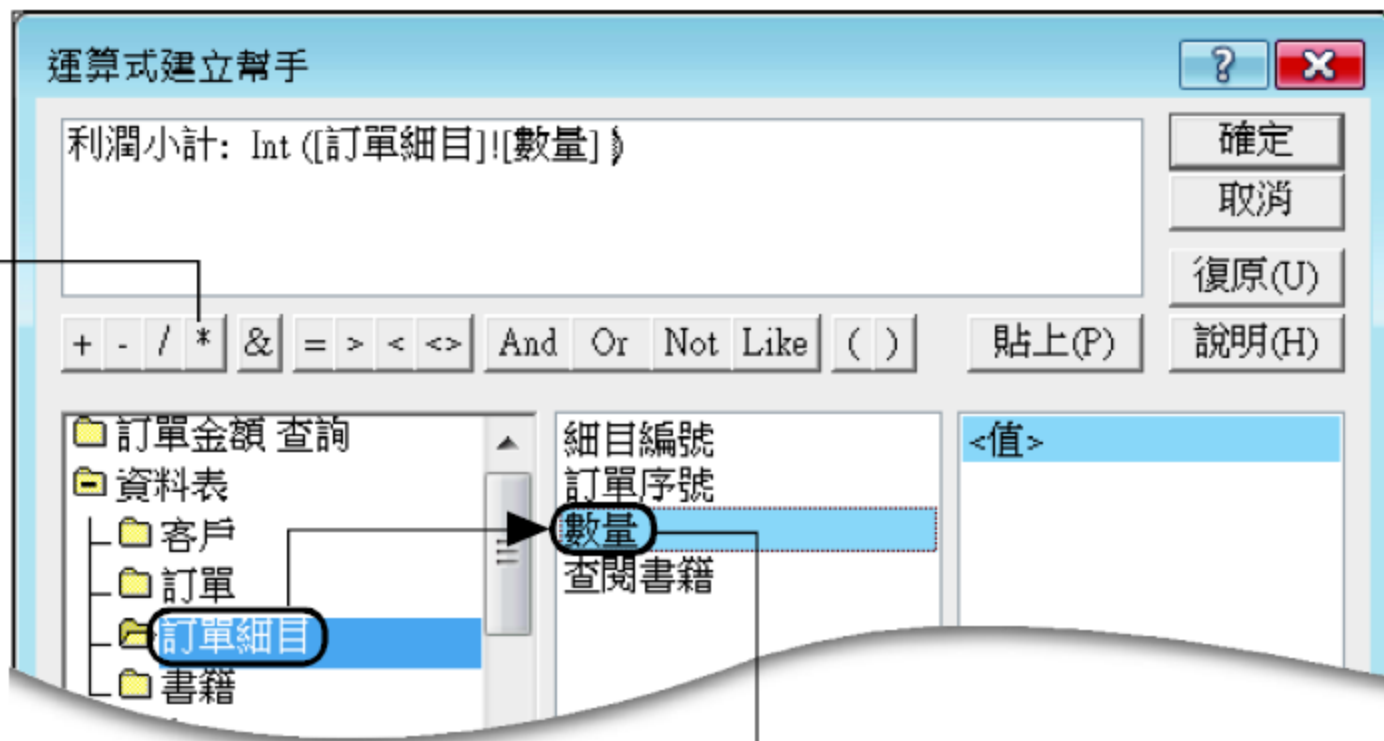 運算式建立幫手
利潤小計: Int ([訂單細目]![數量] )
確定
取消
復原(U)
+ - / * & = > < <> And Or Not Like ( ) 貼上(P) 說明(H)
訂單金額 查詢
資料表
客戶
訂單
訂單細目
書籍
細目編號
訂單序號
數量
查閱書籍
<值>